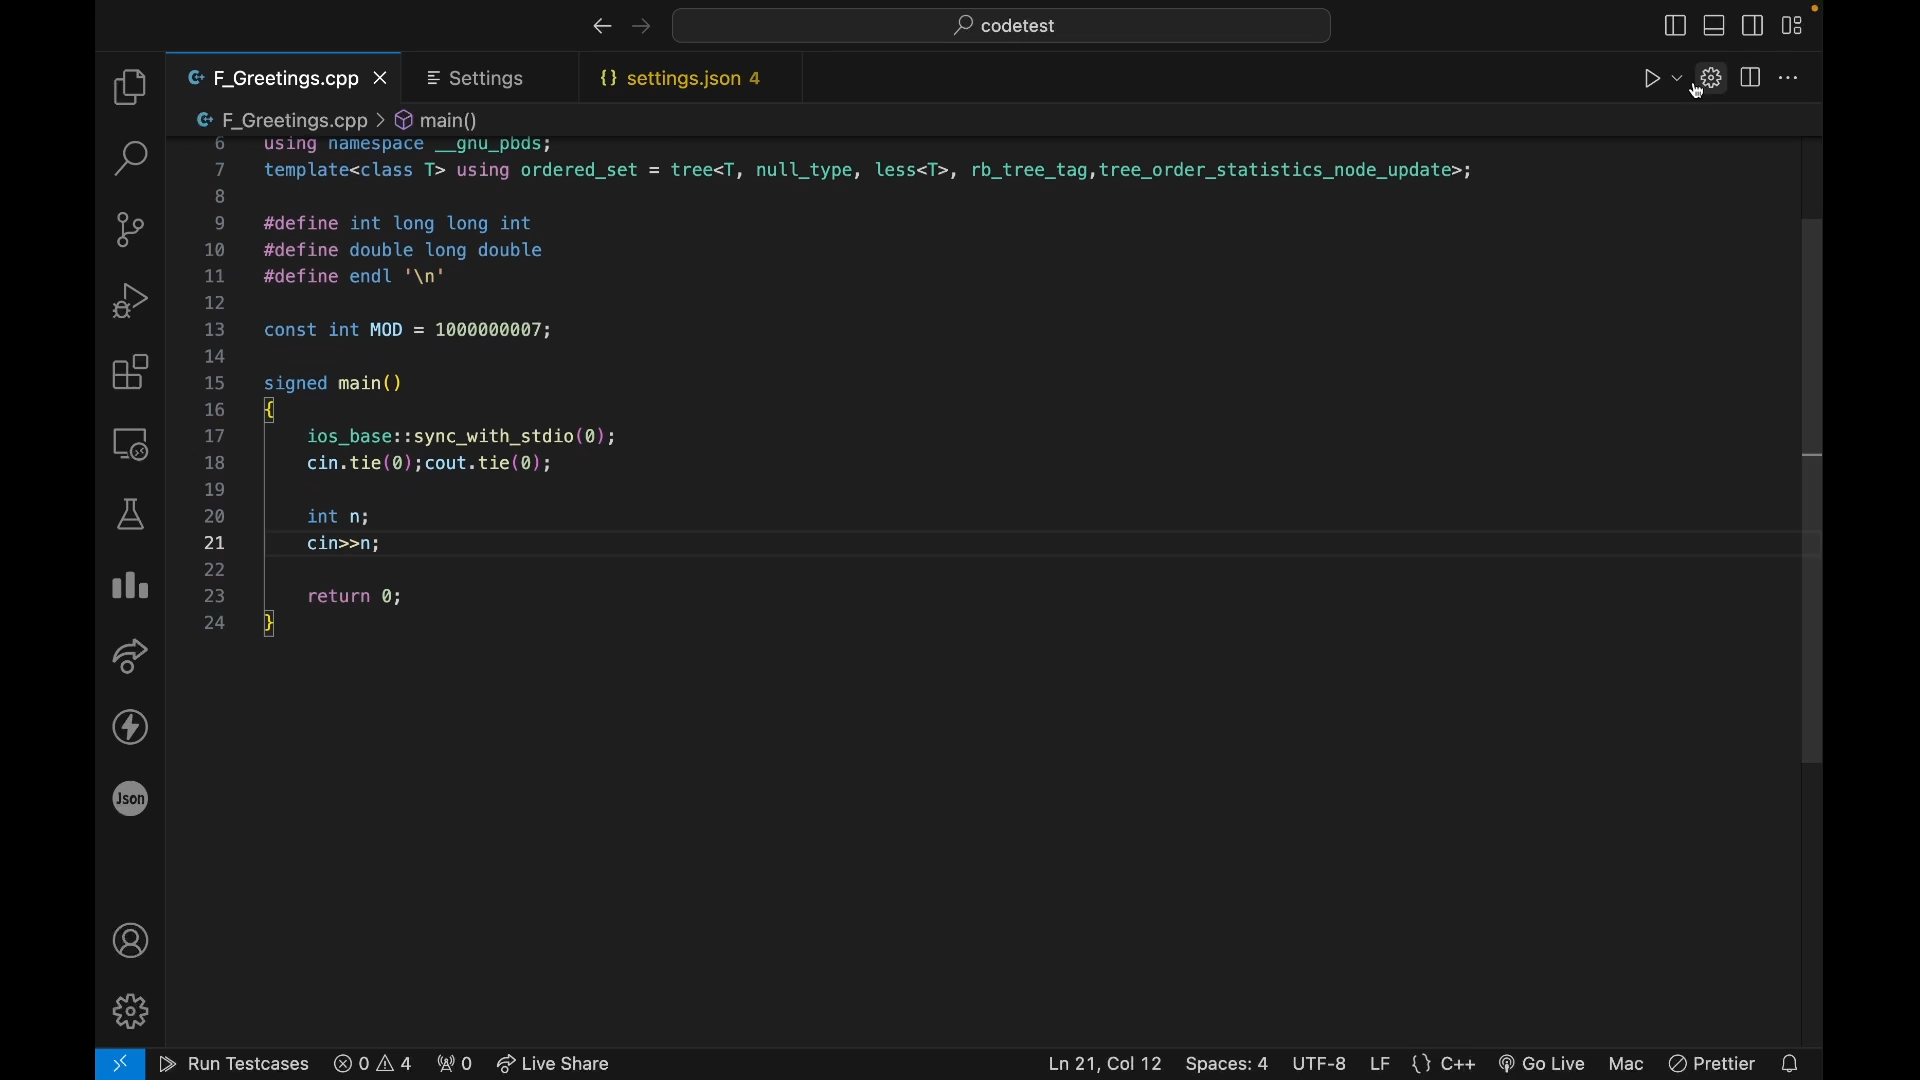 codetest
F_Greetings.cpp
Settings
{} settings.json 4
F_Greetings.cpp > main()
6 using namespace __gnu_pbds;
7 template<class T> using ordered_set = tree<T, null_type, less<T>, rb_tree_tag,tree_order_statistics_node_update>;
8
9 #define int long long int
10 #define double long double
11 #define endl '\n'
12
13 const int MOD = 1000000007;
14
15 signed main()
16 {
17 ios_base::sync_with_stdio(0);
18 cin.tie(0);cout.tie(0);
19
20 int n;
21 cin>>n;
22
23 return 0;
24 }
Json
Run Testcases 0 4 0 Live Share Ln 21, Col 12 Spaces: 4 UTF-8 LF {} C++ Go Live Mac Prettier